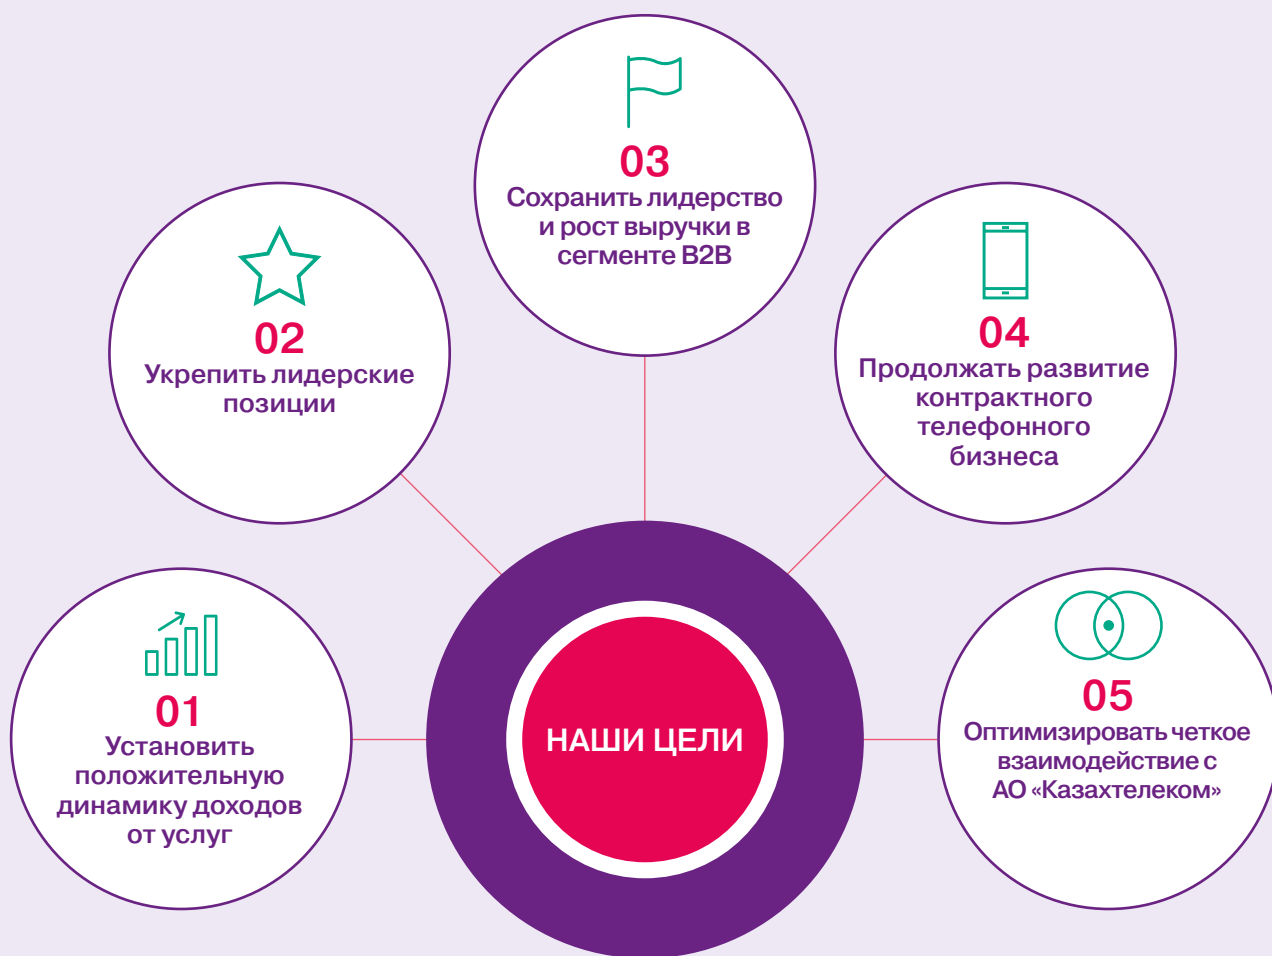 03
Сохранить лидерство
и рост выручки в
сегменте B2B
02
Укрепить лидерские
позиции
04
Продолжать развитие
контрактного
телефонного
бизнеса
01
Установить
положительную
динамику доходов
от услуг
НАШИ ЦЕЛИ
05
Оптимизировать четкое
взаимодействие с
АО «Казахтелеком»